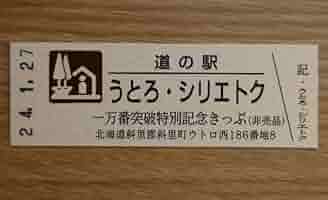 24.1.27
道の駅
うとろ・シリエトク
一万番突破特別記念きっぷ(非売品)
北海道斜里郡斜里町ウトロ西186番地8